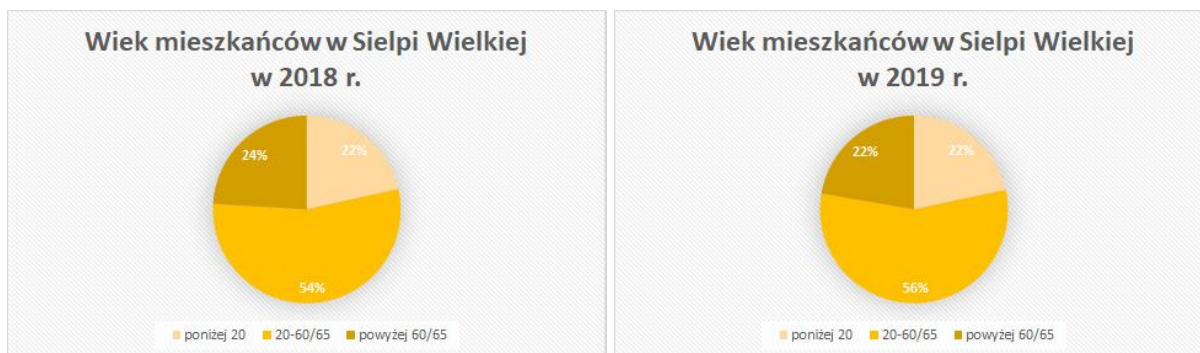 Wiek mieszkańców w Sielpi Wielkiej
w 2018 r.
24%
22%
54%
poniżej 20 20-60/65 powyżej 60/65
Wiek mieszkańców w Sielpi Wielkiej
w 2019 r.
22%
22%
56%
poniżej 20 20-60/65 powyżej 60/65